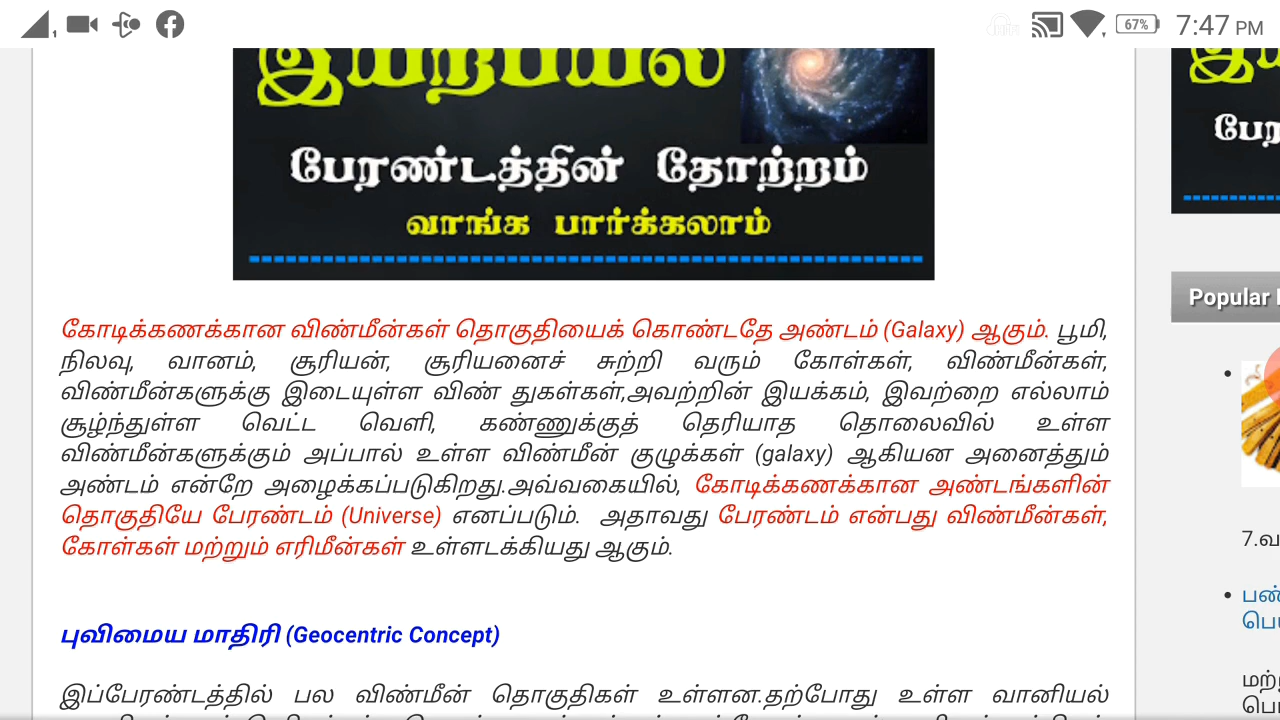 7:47 PM
67%
இயற்பியல்
பேரண்டத்தின் தோற்றம்
வாங்க பார்க்கலாம்
கோடிக்கணக்கான விண்மீன்கள் தொகுதியைக் கொண்டதே அண்டம் (Galaxy) ஆகும். பூமி,
நிலவு, வானம், சூரியன், சூரியனைச் சுற்றி வரும் கோள்கள், விண்மீன்கள்,
விண்மீன்களுக்கு இடையுள்ள விண் துகள்கள்,அவற்றின் இயக்கம், இவற்றை எல்லாம்
சூழ்ந்துள்ள வெட்ட வெளி, கண்ணுக்குத் தெரியாத தொலைவில் உள்ள
விண்மீன்களுக்கும் அப்பால் உள்ள விண்மீன் குழுக்கள் (galaxy) ஆகியன அனைத்தும்
அண்டம் என்றே அழைக்கப்படுகிறது.அவ்வகையில், கோடிக்கணக்கான அண்டங்களின்
தொகுதியே பேரண்டம் (Universe) எனப்படும். அதாவது பேரண்டம் என்பது விண்மீன்கள்,
கோள்கள் மற்றும் எரிமீன்கள் உள்ளடக்கியது ஆகும்.
புவிமைய மாதிரி (Geocentric Concept)
இப்பேரண்டத்தில் பல விண்மீன் தொகுதிகள் உள்ளன.தற்போது உள்ள வானியல்
Popular
7.வ
பண்
பெ